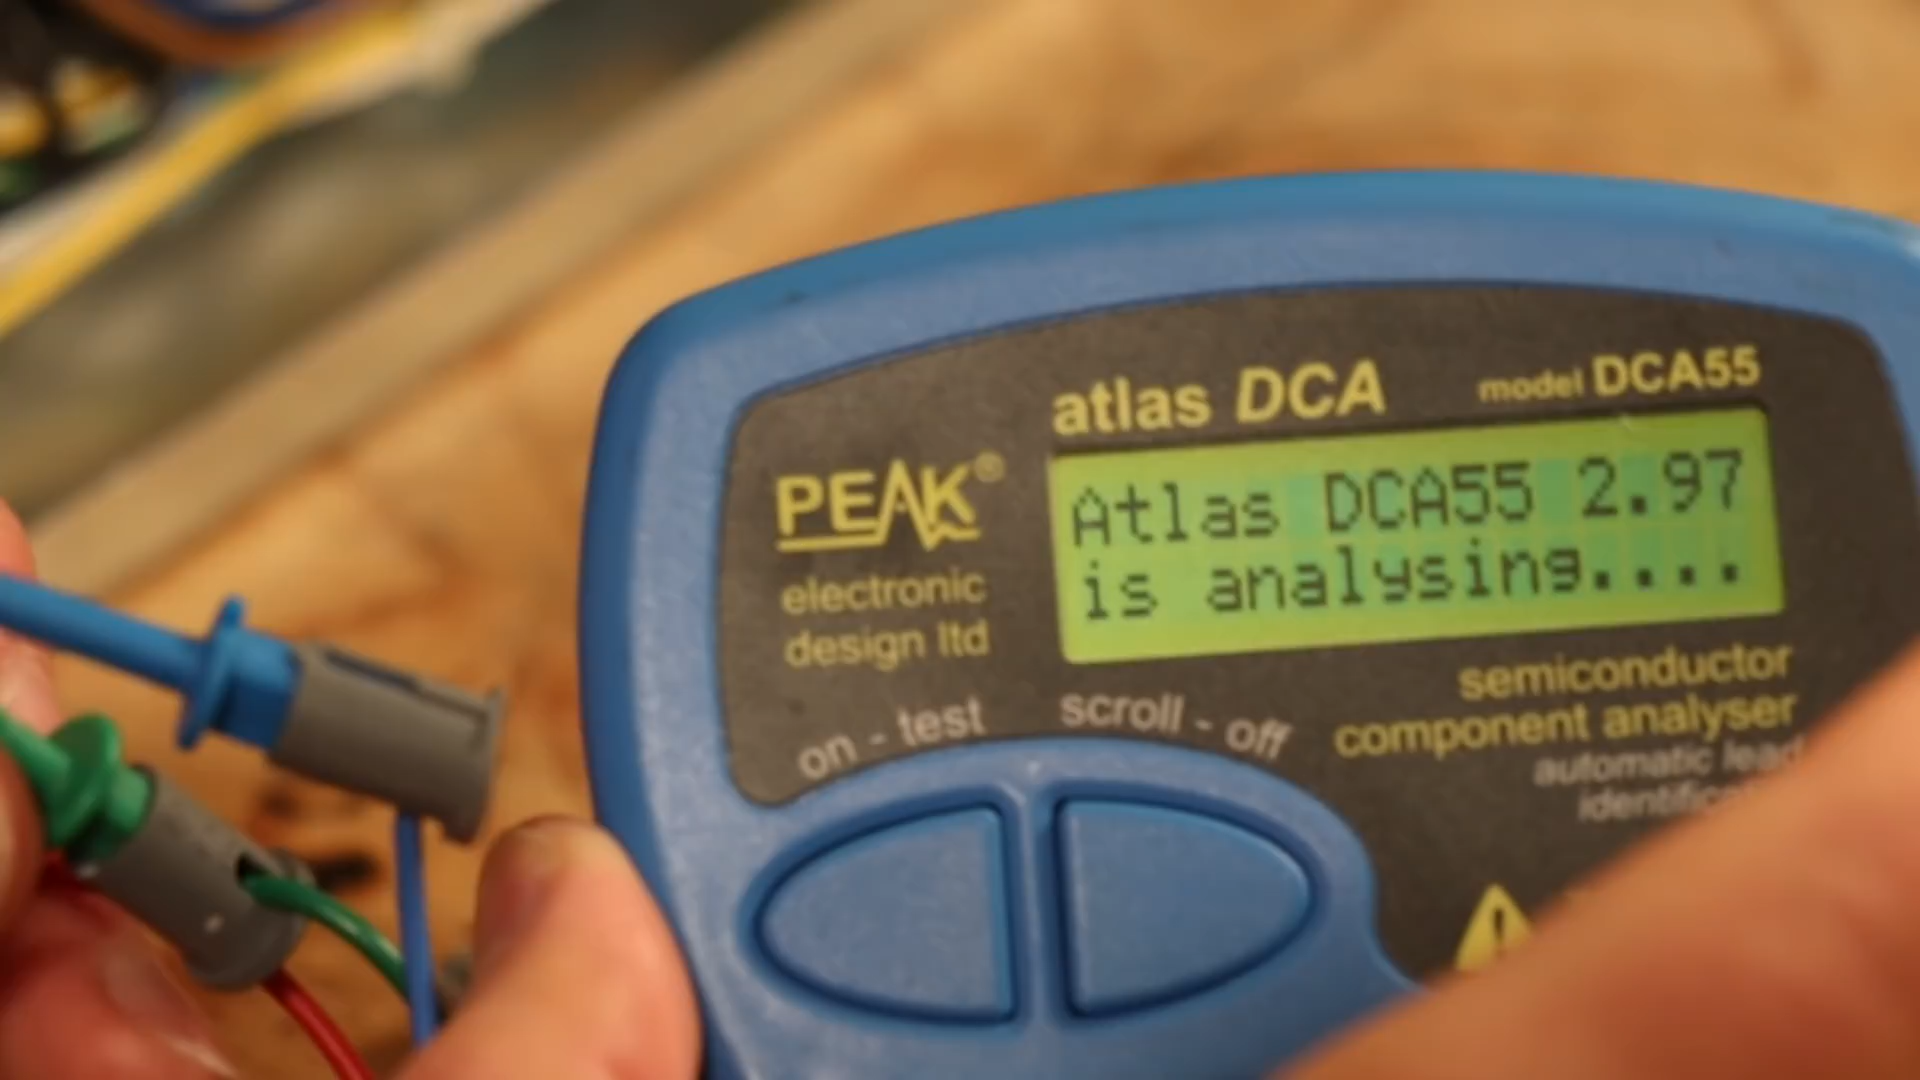 atlas DCA
model DCA55
PEAK®
electronic
design ltd
Atlas DCA55 2.97
is analysing....
on - test
scroll - off
semiconductor
component analyser
automatic lead